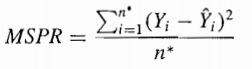 MSPR = \frac{\sum_{i=1}^{n^*} (Y_i - \hat{Y}_i)^2}{n^*}